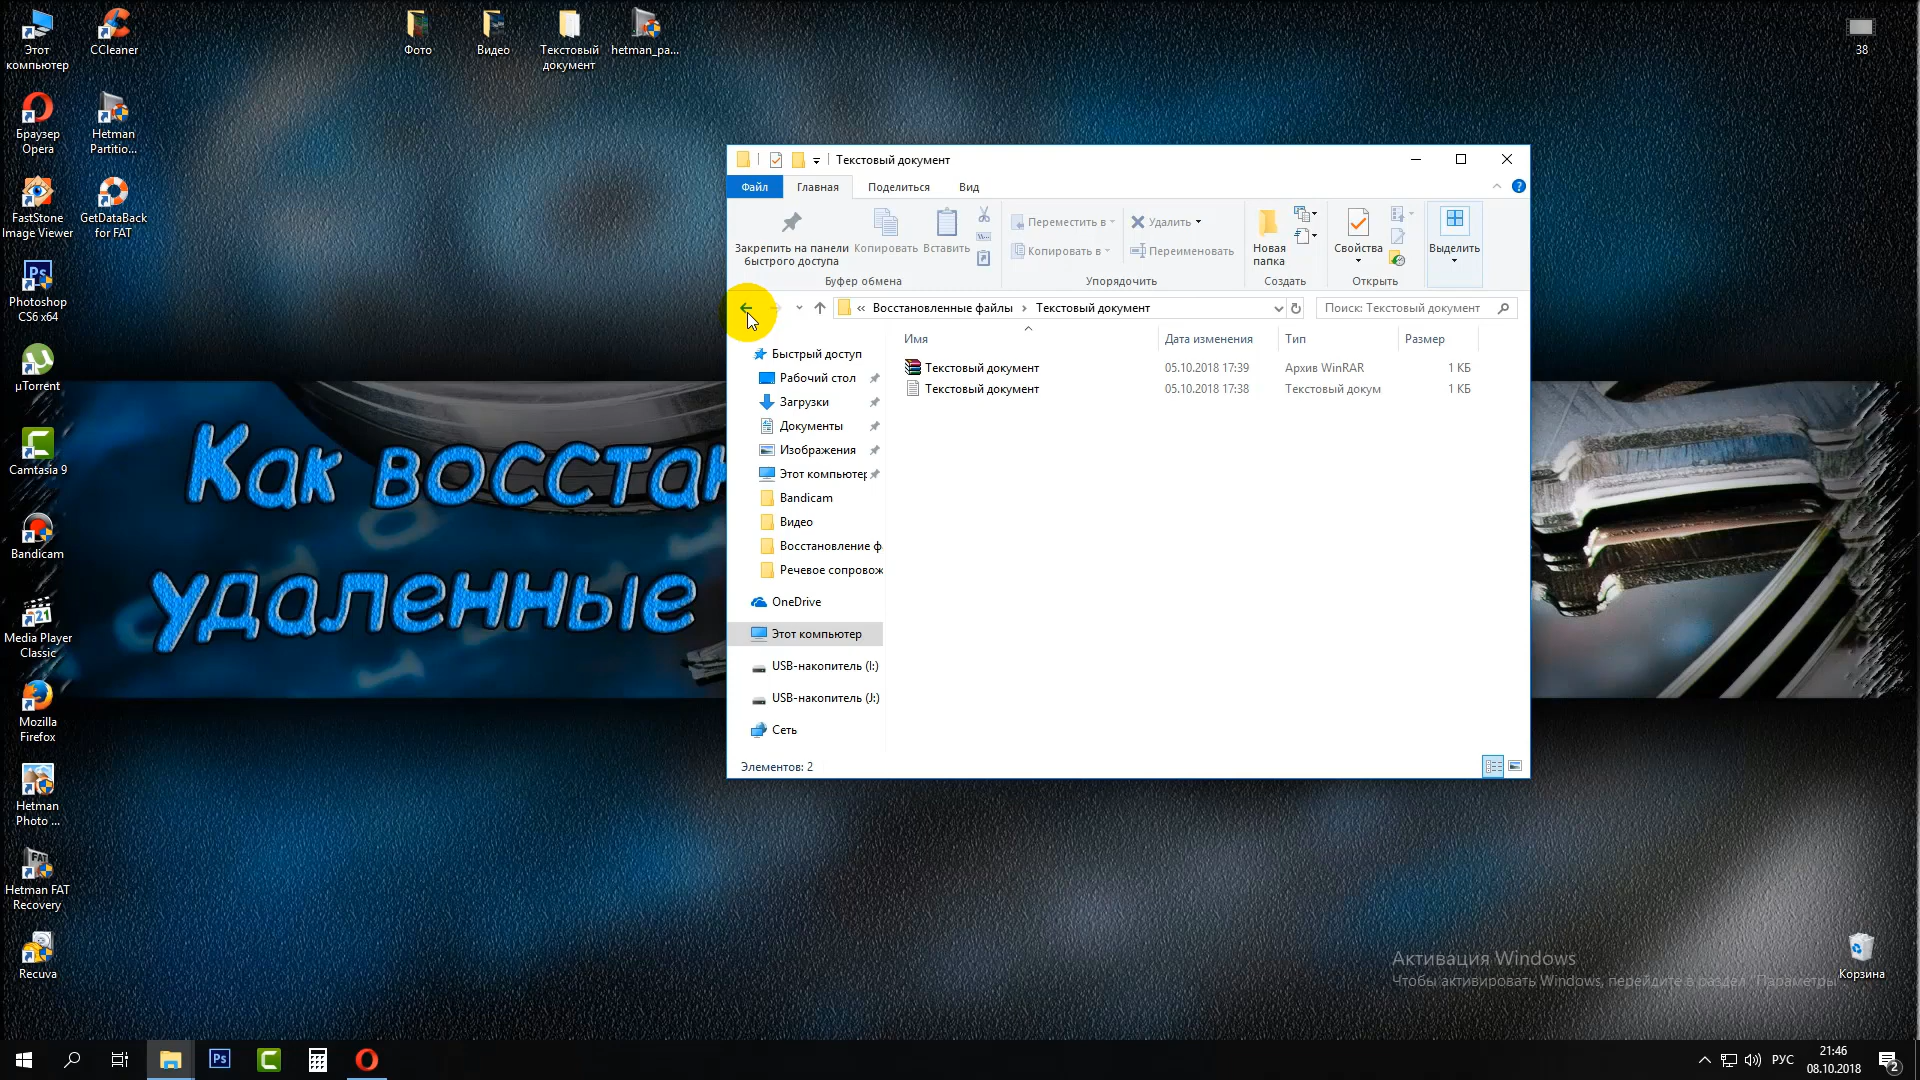 Этот
компьютер
CCleaner
Фото
Видео
Текстовый
документ
hetman_pa...
38
Браузер
Opera
Hetman
Partitio...
FastStone
Image Viewer
GetDataBack
for FAT
Photoshop
CS6 x64
µTorrent
Camtasia 9
Bandicam
Media Player
Classic
Mozilla
Firefox
Hetman
Photo ...
Hetman FAT
Recovery
Recuva
Как восстан
удаленные
Текстовый документ
Файл
Главная
Поделиться
Вид
Закрепить на панели
быстрого доступа
Копировать
Вставить
Буфер обмена
Переместить в
Копировать в
Удалить
Переименовать
Упорядочить
Новая
папка
Создать
Свойства
Открыть
Выделить
« Восстановленные файлы › Текстовый документ
Поиск: Текстовый документ
Имя Дата изменения Тип Размер
Текстовый документ 05.10.2018 17:39 Архив WinRAR 1 КБ
Текстовый документ 05.10.2018 17:38 Текстовый докум 1 КБ
Быстрый доступ
Рабочий стол
Загрузки
Документы
Изображения
Этот компьютер
Bandicam
Видео
Восстановление ф
Речевое сопровож
OneDrive
Этот компьютер
USB-накопитель (I:)
USB-накопитель (J:)
Сеть
Элементов: 2
Активация Windows
Чтобы активировать Windows, перейдите в раздел "Параметры".
Корзина
РУС
21:46
08.10.2018
2